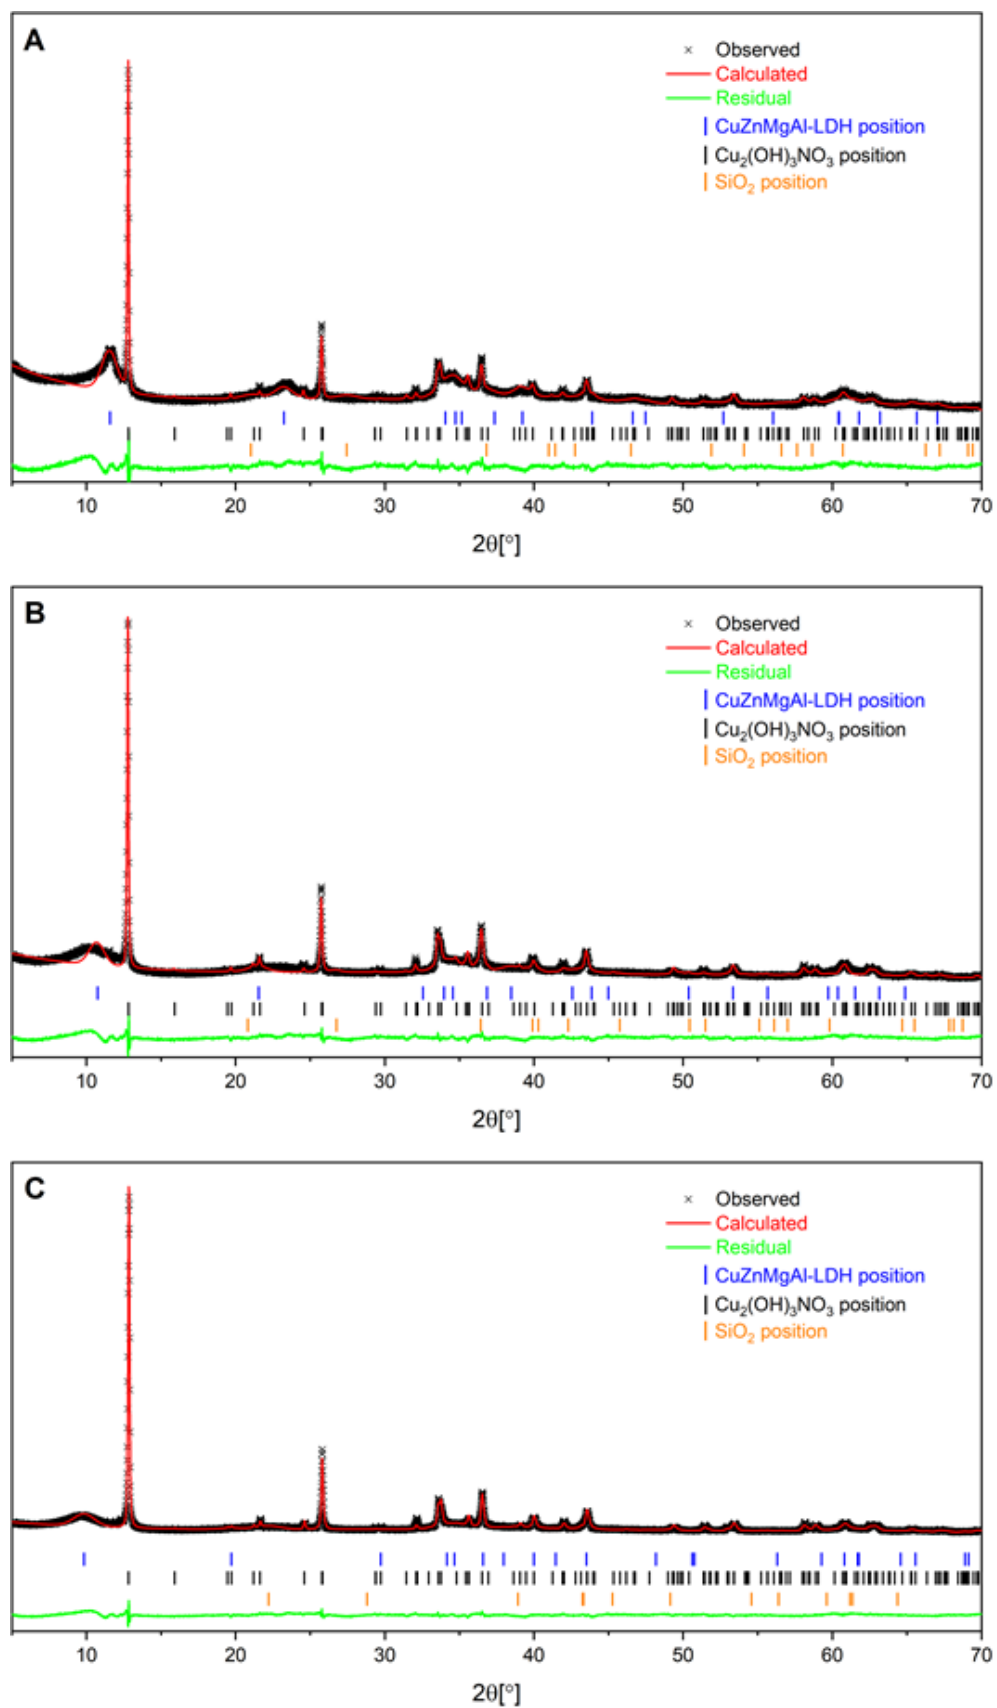 A
× Observed
Calculated
Residual
CuZnMgAl-LDH position
Cu₂(OH)₃NO₃ position
SiO₂ position
10 20 30 40 50 60 70
2θ[°]
B
× Observed
Calculated
Residual
CuZnMgAl-LDH position
Cu₂(OH)₃NO₃ position
SiO₂ position
10 20 30 40 50 60 70
2θ[°]
C
× Observed
Calculated
Residual
CuZnMgAl-LDH position
Cu₂(OH)₃NO₃ position
SiO₂ position
10 20 30 40 50 60 70
2θ[°]